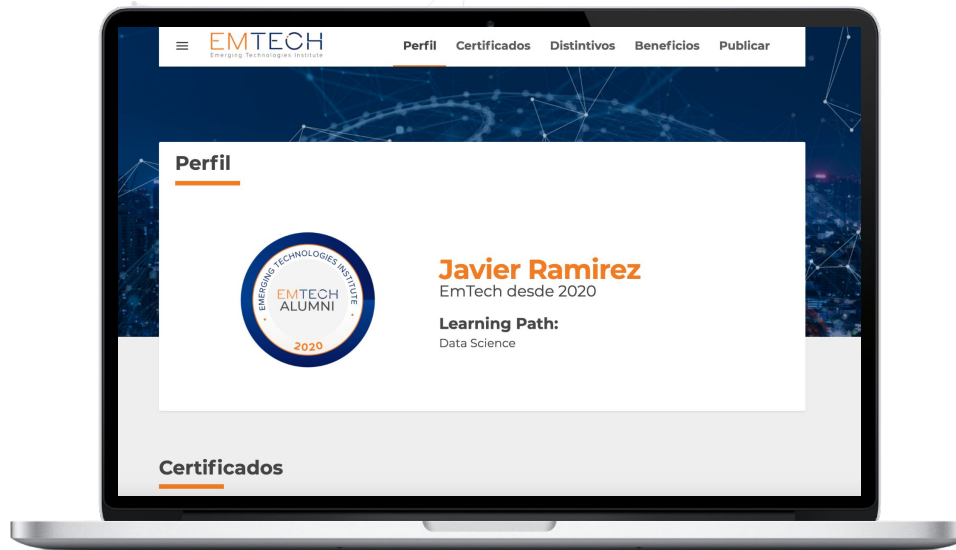 EMTECH
Emerging Technologies Institute
Perfil Certificados Distintivos Beneficios Publicar
Perfil
EMERGING TECHNOLOGIES INSTITUTE
EMTECH
ALUMNI
2020
Javier Ramirez
EmTech desde 2020
Learning Path:
Data Science
Certificados